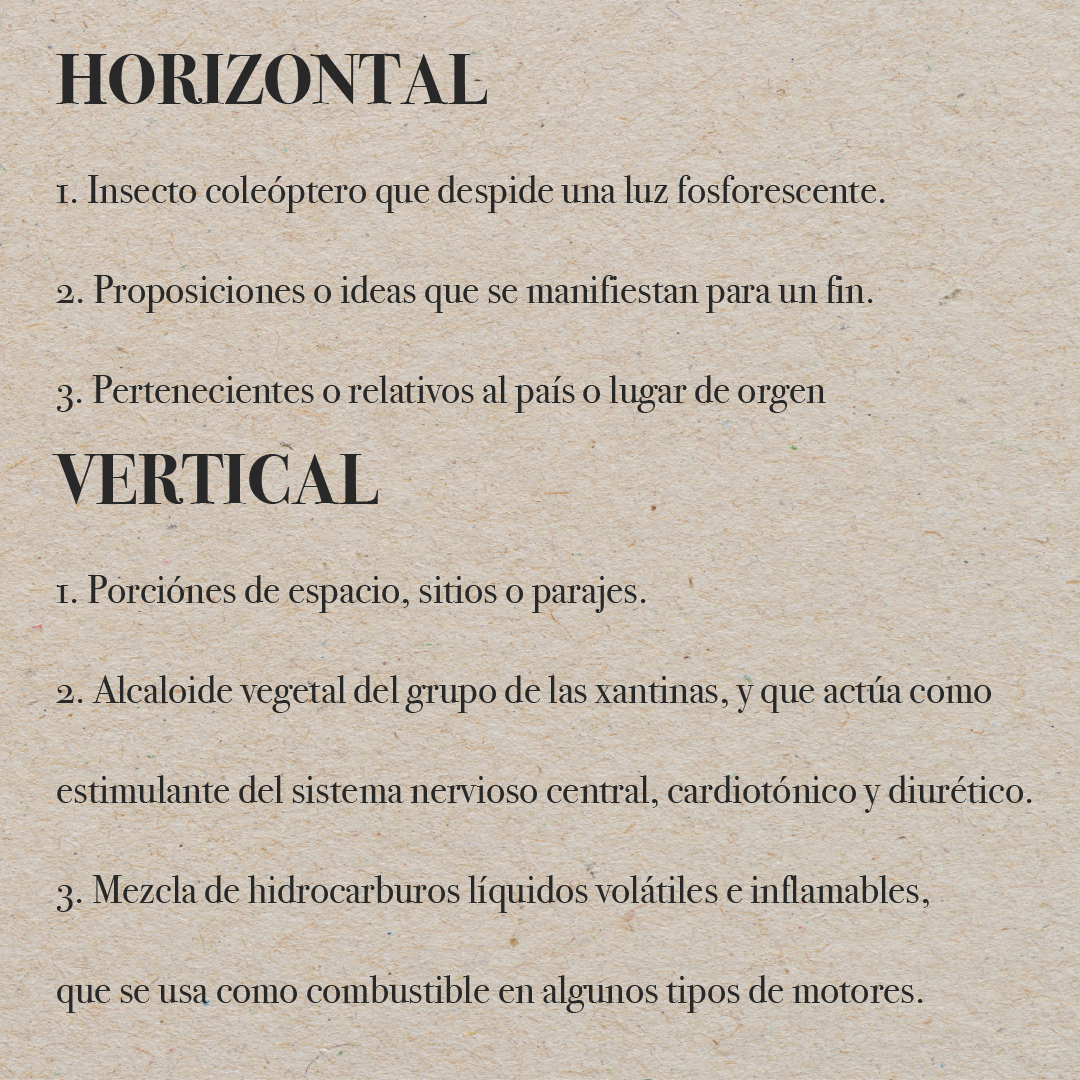 HORIZONTAL
1. Insecto coleóptero que despide una luz fosforescente.
2. Proposiciones o ideas que se manifiestan para un fin.
3. Pertenecientes o relativos al país o lugar de orgen
VERTICAL
1. Porciónes de espacio, sitios o parajes.
2. Alcaloide vegetal del grupo de las xantinas, y que actúa como
estimulante del sistema nervioso central, cardiotónico y diurético.
3. Mezcla de hidrocarburos líquidos volátiles e inflamables,
que se usa como combustible en algunos tipos de motores.